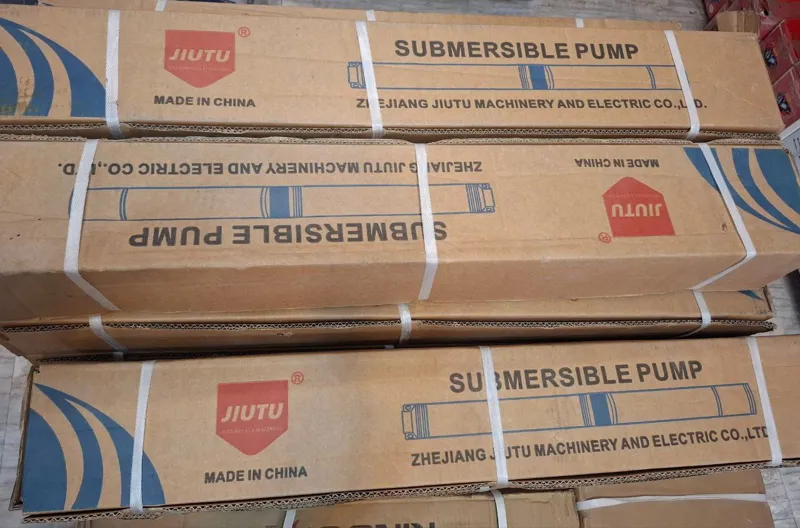 JIUTU
®
SUBMERSIBLE PUMP
MADE IN CHINA
ZHEJIANG JIUTU MACHINERY AND ELECTRIC CO.,LTD.
ZHEJIANG JIUTU MACHINERY AND ELECTRIC CO.,LTD.
MADE IN CHINA
SUBMERSIBLE PUMP
JIUTU
®
JIUTU
®
SUBMERSIBLE PUMP
MADE IN CHINA
ZHEJIANG JIUTU MACHINERY AND ELECTRIC CO.,LTD